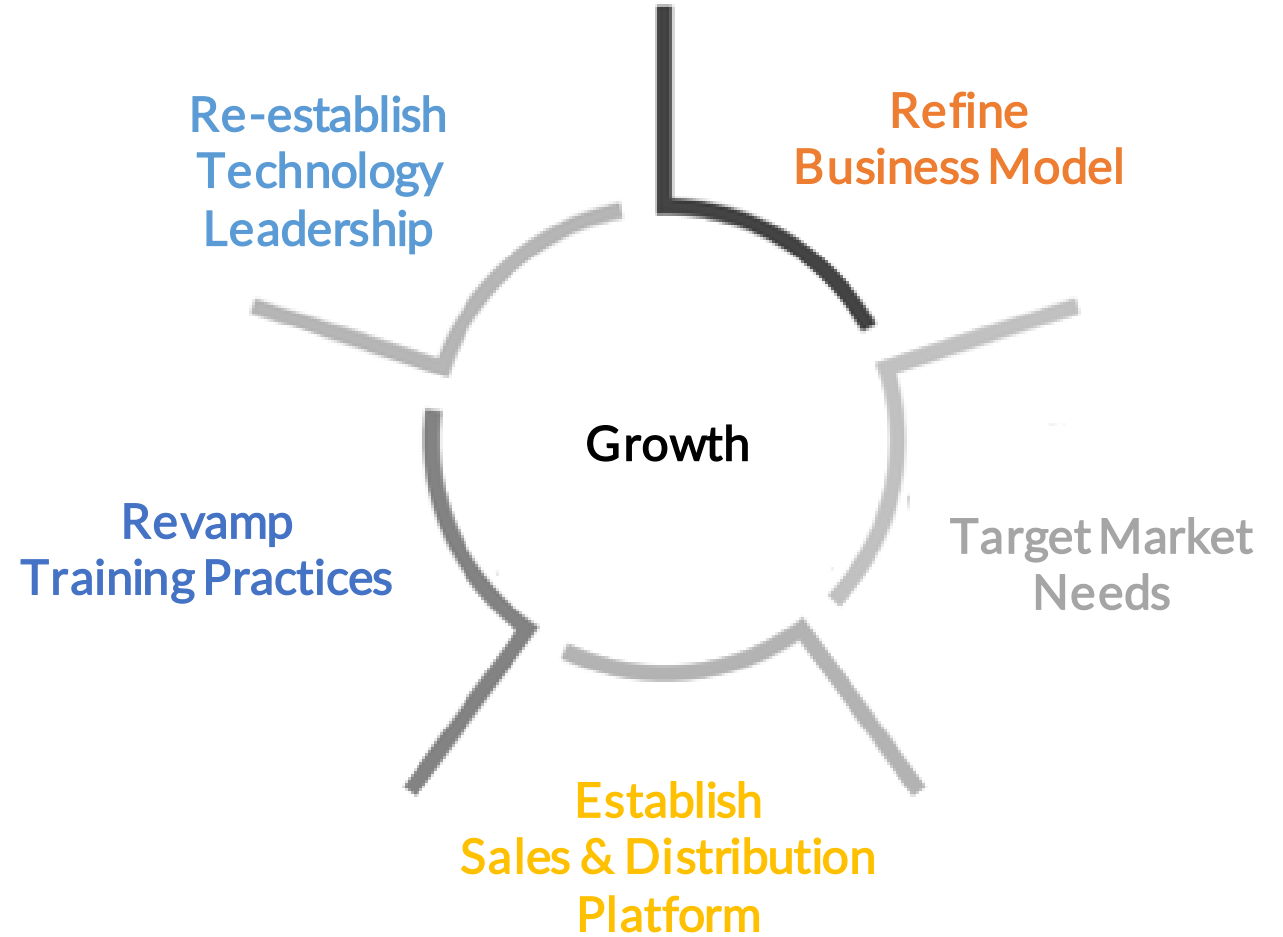 Re-establish
Technology
Leadership
Refine
Business Model
Growth
Revamp
Training Practices
Target Market
Needs
Establish
Sales & Distribution
Platform